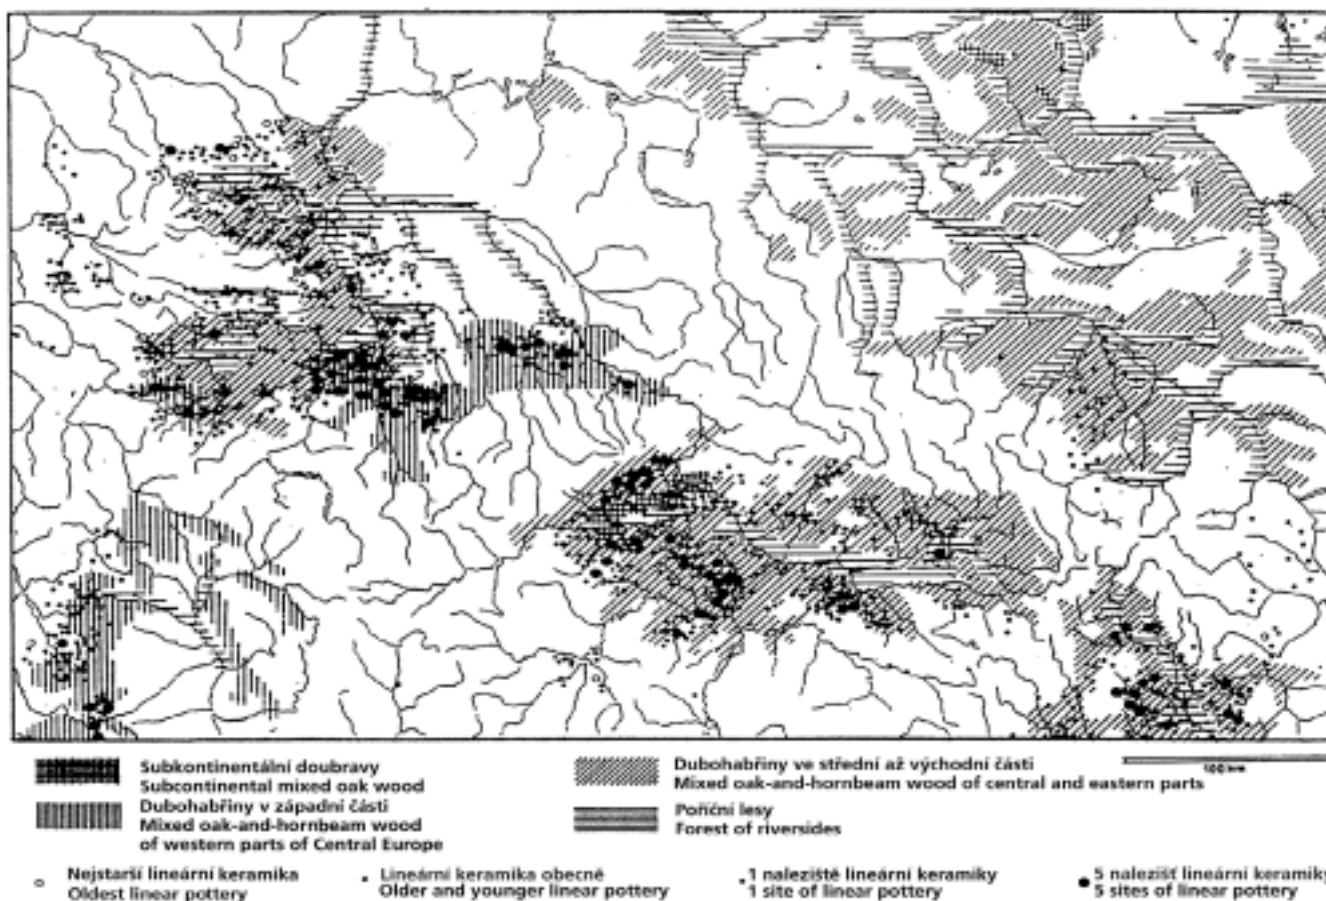 Subkontinentální doubravy
Subcontinental mixed oak wood
Dubohabřiny v západní části
Mixed oak-and-hornbeam wood
of western parts of Central Europe
Dubohabřiny ve střední až východní části
Mixed oak-and-hornbeam wood of central and eastern parts
Poříční lesy
Forest of riversides
100 km
Nejstarší lineární keramika
Oldest linear pottery
Lineární keramika obecně
Older and younger linear pottery
1 naleziště lineární keramiky
1 site of linear pottery
5 nalezišť lineární keramiky
5 sites of linear pottery